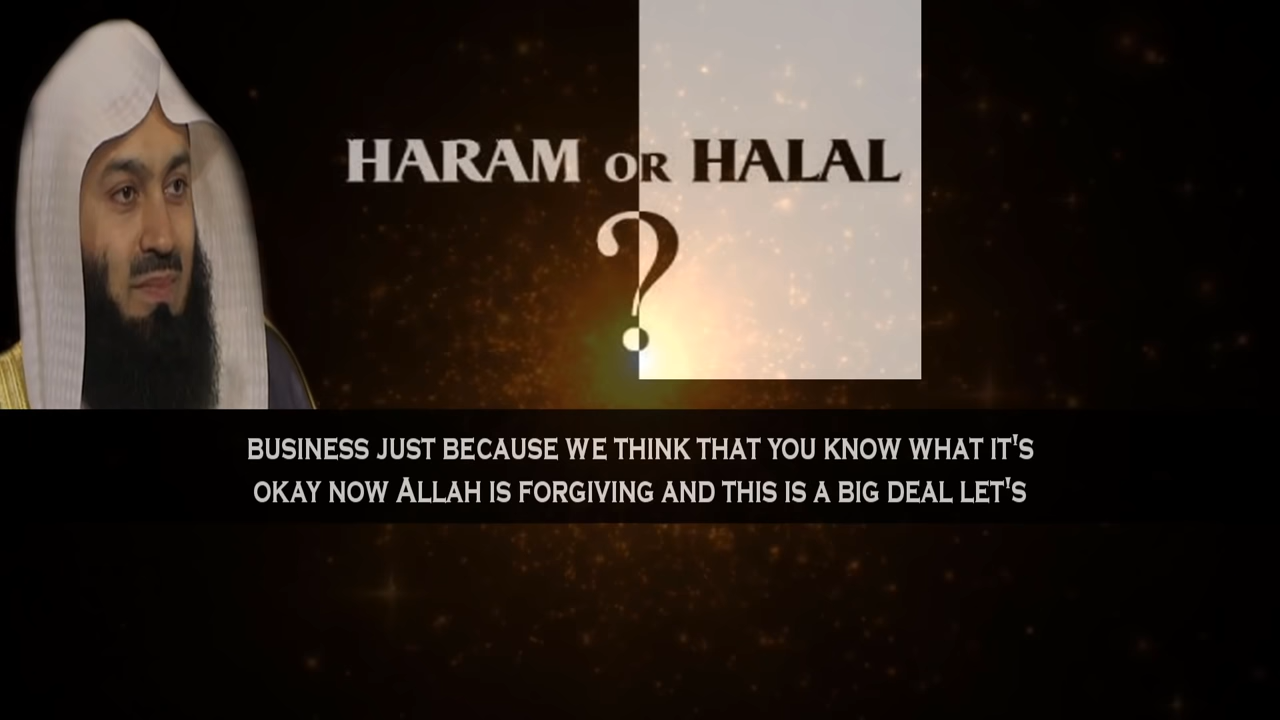 HARAM OR HALAL
?
BUSINESS JUST BECAUSE WE THINK THAT YOU KNOW WHAT IT'S
OKAY NOW ALLAH IS FORGIVING AND THIS IS A BIG DEAL LET'S